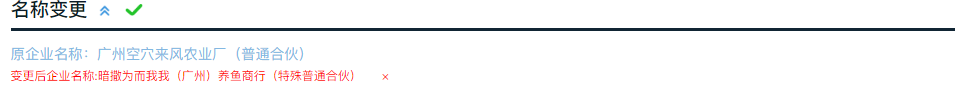 名称变更
原企业名称：广州空穴来风农业厂（普通合伙）
变更后企业名称:暗撒为而我我（广州）养鱼商行（特殊普通合伙） ×